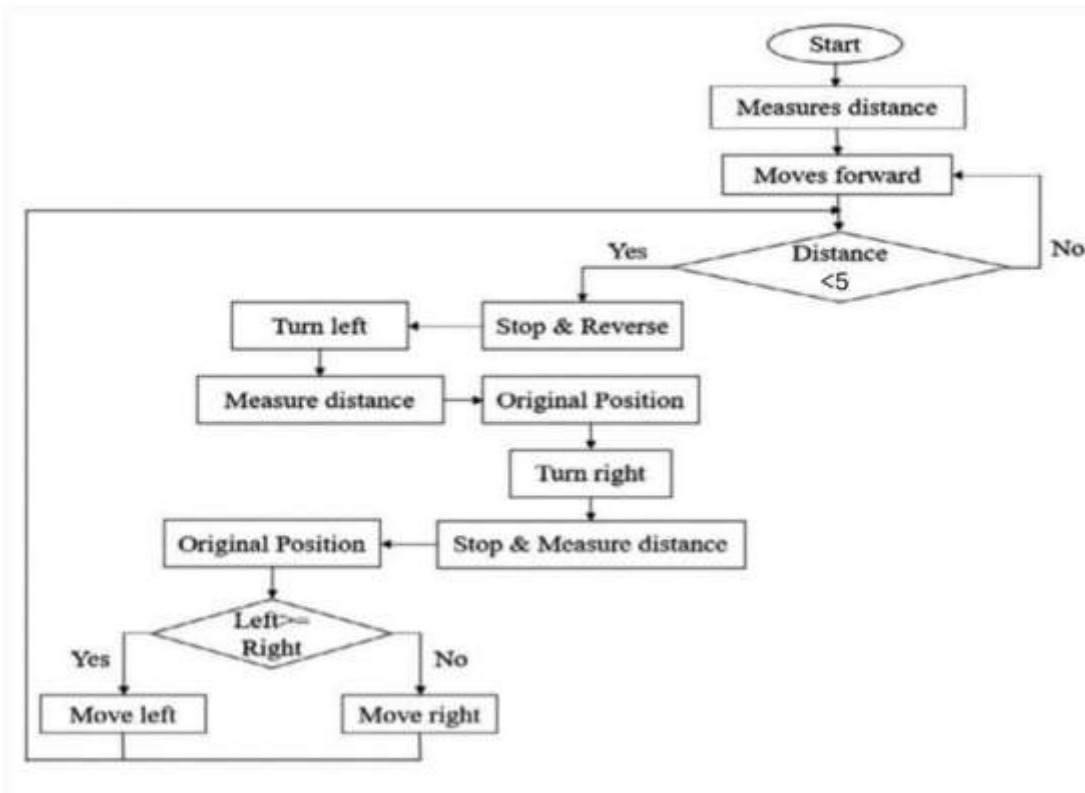 Start
Measures distance
Moves forward
Yes
Distance
<5
No
Turn left
Stop & Reverse
Measure distance
Original Position
Turn right
Original Position
Stop & Measure distance
Left>=
Right
Yes
No
Move left
Move right